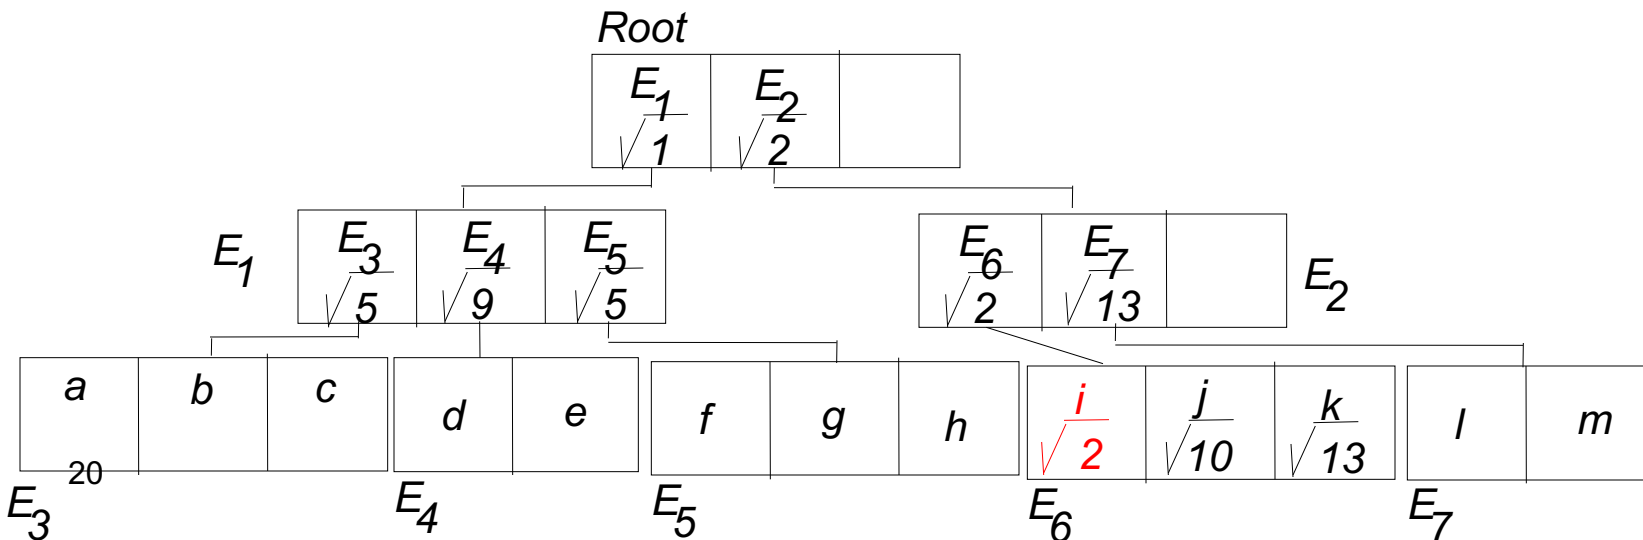 Root
E1 E2
√1 √2
E1 E3 E4 E5 E6 E7 E2
√5 √9 √5 √2 √13
a b c d e f g h i j k l m
√2 √10 √13
20
E3 E4 E5 E6 E7